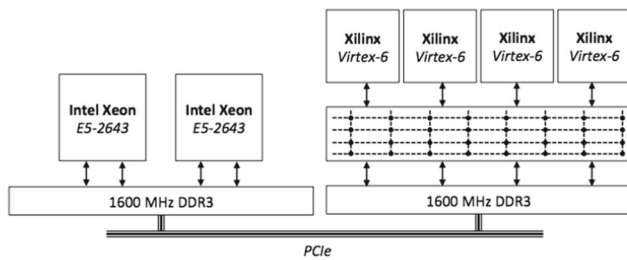 Xilinx
Virtex-6
Xilinx
Virtex-6
Xilinx
Virtex-6
Xilinx
Virtex-6
Intel Xeon
E5-2643
Intel Xeon
E5-2643
1600 MHz DDR3
1600 MHz DDR3
PCIe